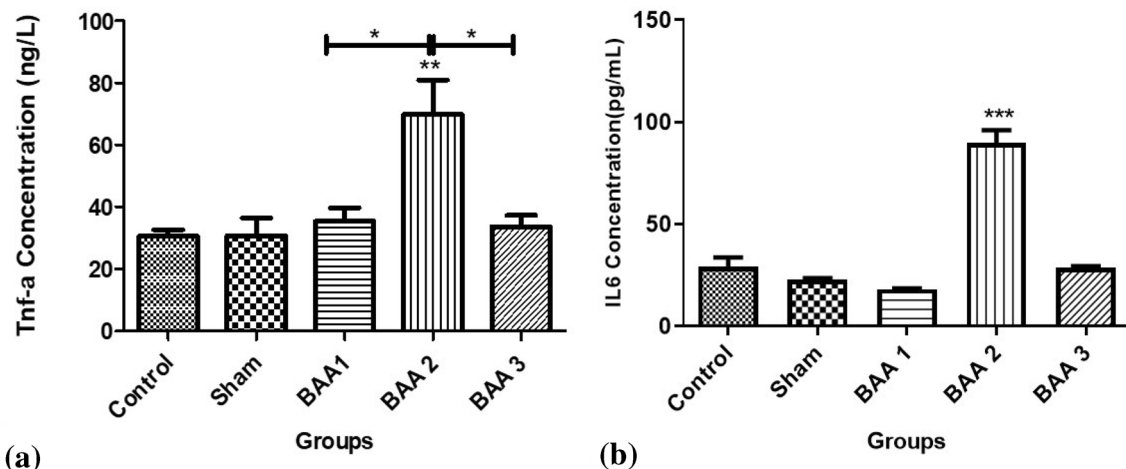 Tnf-a Concentration (ng/L)
100
80
60
40
20
0
*
*
**
Control
Sham
BAA1
BAA 2
BAA 3
Groups
(a)
IL6 Concentration(pg/mL)
150
100
50
0
***
Control
Sham
BAA 1
BAA 2
BAA 3
Groups
(b)